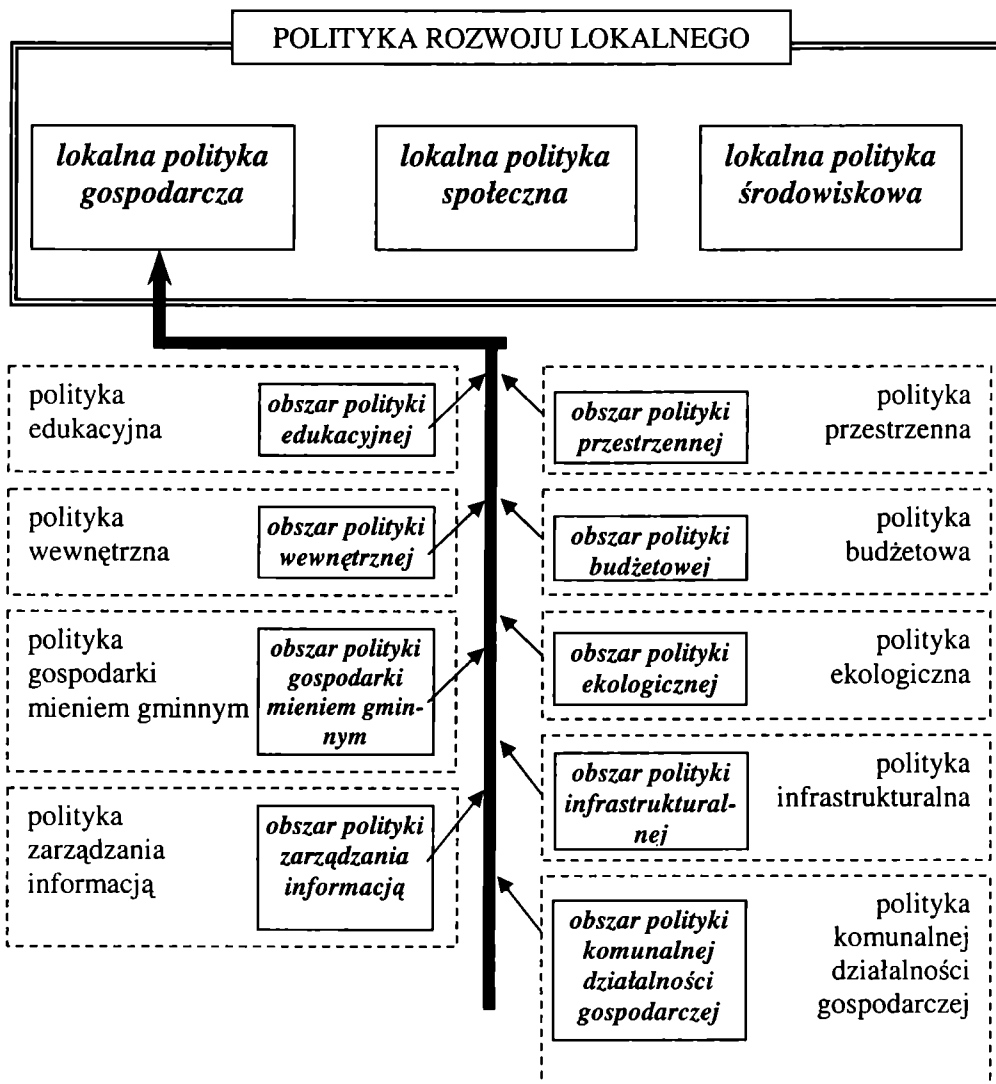 POLITYKA ROZWOJU LOKALNEGO
lokalna polityka
gospodarcza
lokalna polityka
społeczna
lokalna polityka
środowiskowa
polityka
edukacyjna
obszar polityki
edukacyjnej
obszar polityki
przestrzennej
polityka
przestrzenna
polityka
wewnętrzna
obszar polityki
wewnętrznej
obszar polityki
budżetowej
polityka
budżetowa
polityka
gospodarki
mieniem gminnym
obszar polityki
gospodarki
mieniem gmin-
nym
obszar polityki
ekologicznej
polityka
ekologiczna
obszar polityki
infrastruktural-
nej
polityka
infrastrukturalna
polityka
zarządzania
informacją
obszar polityki
zarządzania
informacją
obszar polityki
komunalnej
działalności
gospodarczej
polityka
komunalnej
działalności
gospodarczej